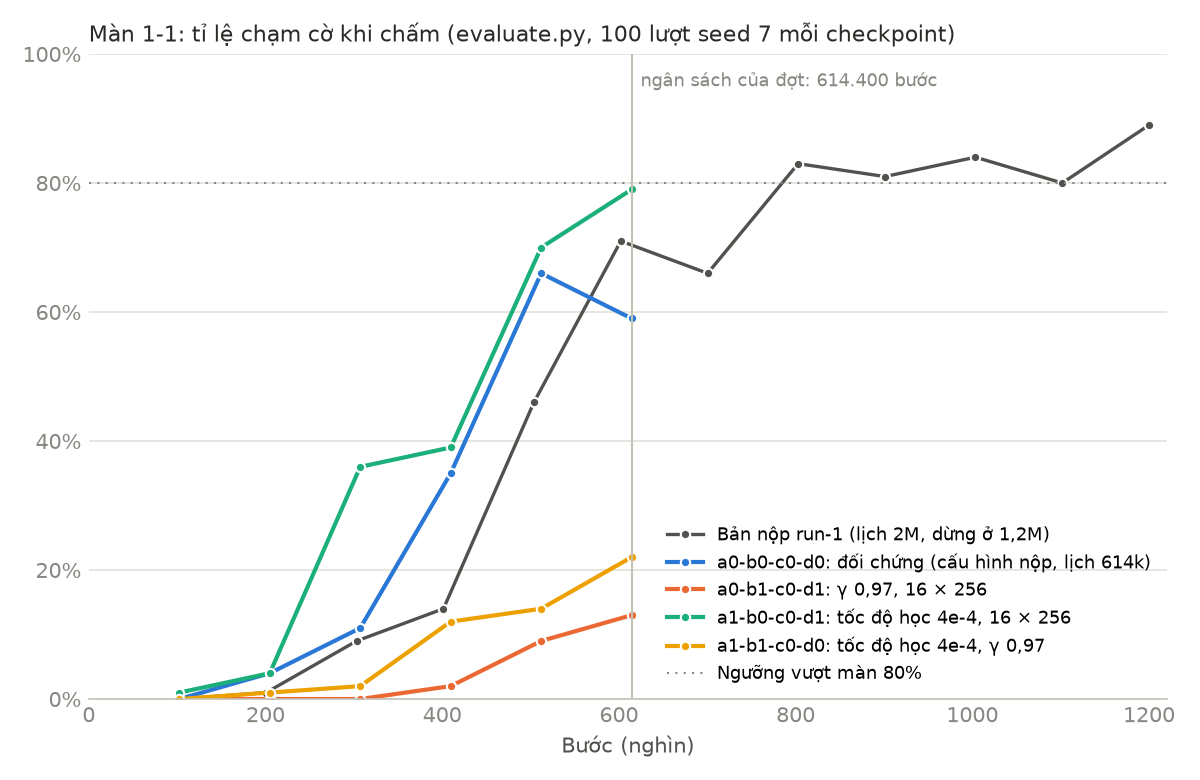 Màn 1-1: tỉ lệ chạm cờ khi chấm (evaluate.py, 100 lượt seed 7 mỗi checkpoint)
100%
ngân sách của đợt: 614.400 bước
80%
60%
40%
20%
0%
Bản nộp run-1 (lịch 2M, dừng ở 1,2M)
a0-b0-c0-d0: đối chứng (cấu hình nộp, lịch 614k)
a0-b1-c0-d1: γ 0,97, 16 × 256
a1-b0-c0-d1: tốc độ học 4e-4, 16 × 256
a1-b1-c0-d0: tốc độ học 4e-4, γ 0,97
Ngưỡng vượt màn 80%
0 200 400 600 800 1000 1200
Bước (nghìn)